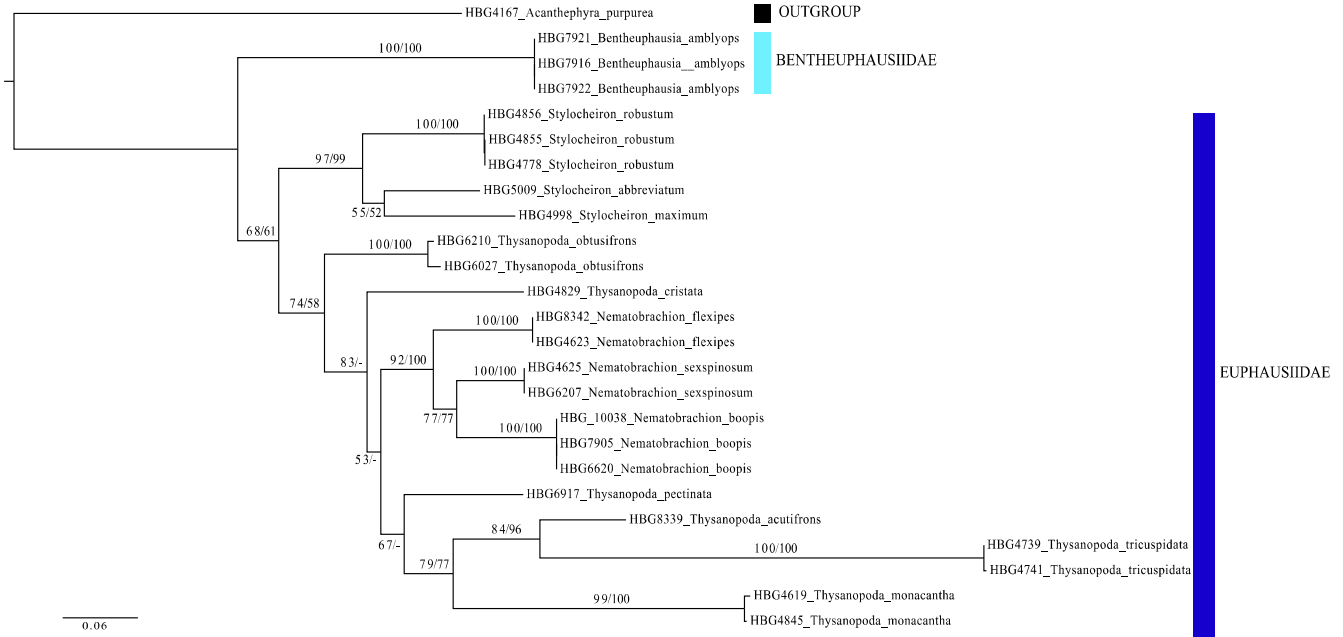 HBG4167_Acanthephyra_purpurea
OUTGROUP
HBG7921_Bentheuphausia_amblyops
100/100
HBG7916_Bentheuphausia__amblyops
BENTHEUPHAUSIIDAE
HBG7922_Bentheuphausia_amblyops
HBG4856_Stylocheiron_robustum
100/100
HBG4855_Stylocheiron_robustum
97/99
HBG4778_Stylocheiron_robustum
HBG5009_Stylocheiron_abbreviatum
55/52
HBG4998_Stylocheiron_maximum
68/61
HBG6210_Thysanopoda_obtusifrons
100/100
HBG6027_Thysanopoda_obtusifrons
74/58
HBG4829_Thysanopoda_cristata
HBG8342_Nematobrachion_flexipes
100/100
HBG4623_Nematobrachion_flexipes
83/-
92/100
HBG4625_Nematobrachion_sexspinosum
100/100
EUPHAUSIIDAE
HBG6207_Nematobrachion_sexspinosum
77/77
HBG_10038_Nematobrachion_boopis
100/100
HBG7905_Nematobrachion_boopis
53/-
HBG6620_Nematobrachion_boopis
HBG6917_Thysanopoda_pectinata
HBG8339_Thysanopoda_acutifrons
84/96
67/-
HBG4739_Thysanopoda_tricuspidata
100/100
79/77
HBG4741_Thysanopoda_tricuspidata
HBG4619_Thysanopoda_monacantha
99/100
HBG4845_Thysanopoda_monacantha
0.06